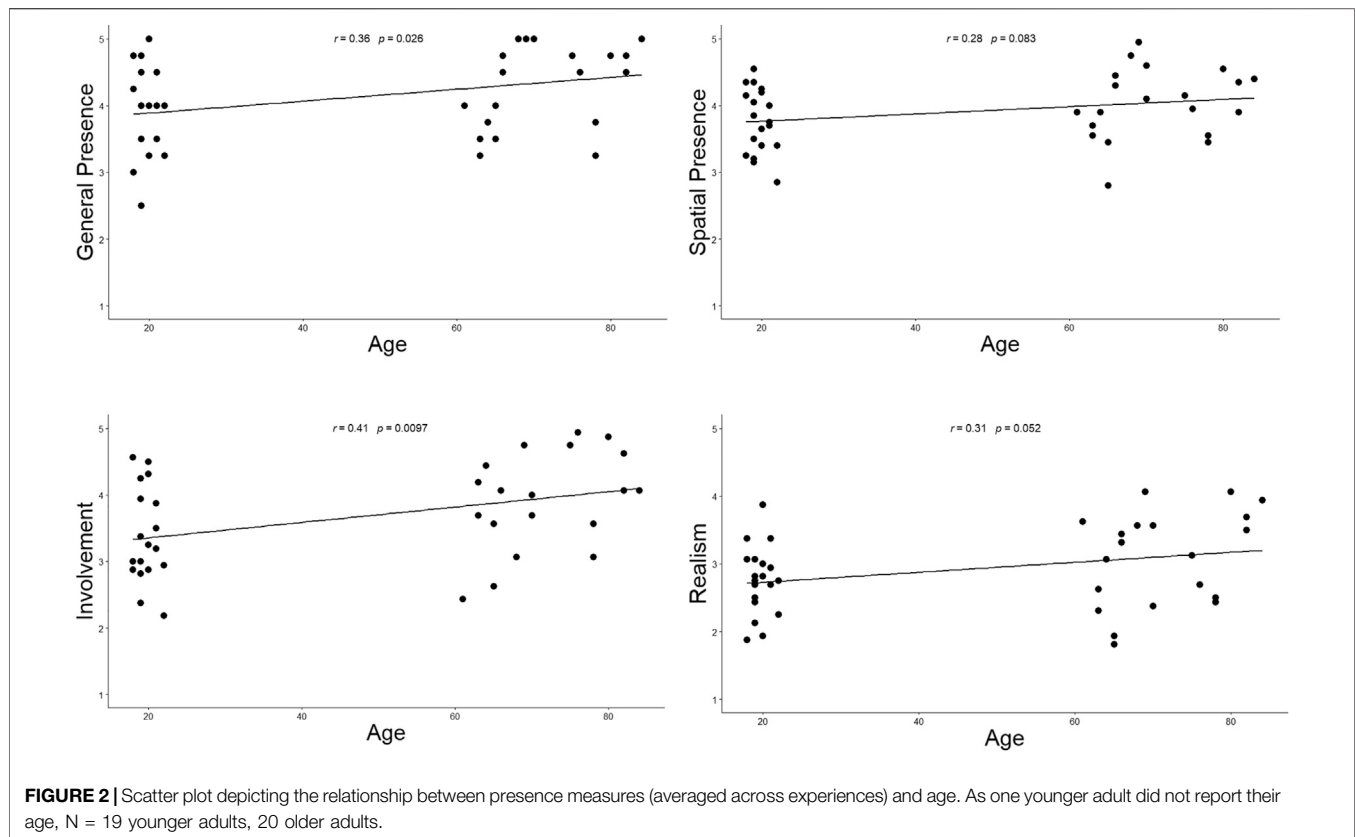 r = 0.36 p = 0.026
General Presence
5
4
3
2
1
20
40
60
80
Age
r = 0.28 p = 0.083
Spatial Presence
5
4
3
2
1
20
40
60
80
Age
r = 0.41 p = 0.0097
Involvement
5
4
3
2
1
20
40
60
80
Age
r = 0.31 p = 0.052
Realism
5
4
3
2
1
20
40
60
80
Age
FIGURE 2 | Scatter plot depicting the relationship between presence measures (averaged across experiences) and age. As one younger adult did not report their
age, N = 19 younger adults, 20 older adults.